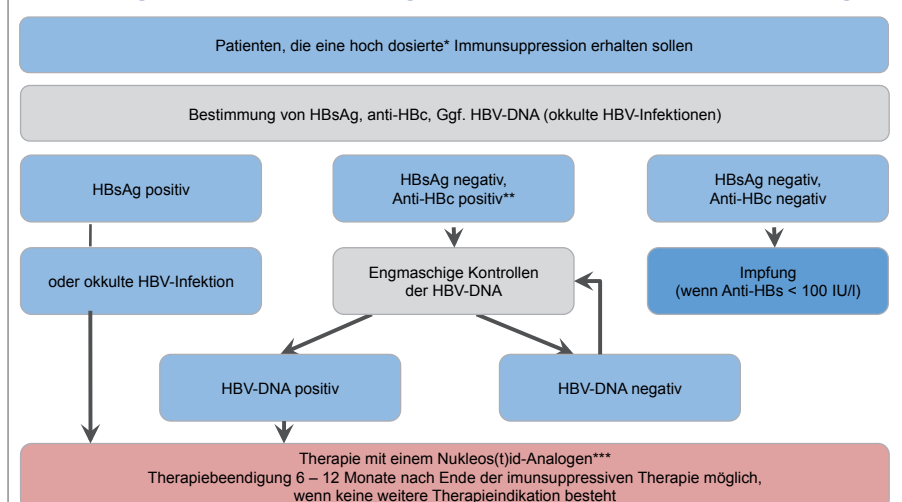 Patienten, die eine hoch dosierte* Immunsuppression erhalten sollen
Bestimmung von HBsAg, anti-HBc, Ggf. HBV-DNA (okkulte HBV-Infektionen)
HBsAg positiv
HBsAg negativ,
Anti-HBc positiv**
HBsAg negativ,
Anti-HBc negativ
oder okkulte HBV-Infektion
Engmaschige Kontrollen
der HBV-DNA
Impfung
(wenn Anti-HBs < 100 IU/l)
HBV-DNA positiv
HBV-DNA negativ
Therapie mit einem Nukleos(t)id-Analogen***
Therapiebeendigung 6 – 12 Monate nach Ende der imunsuppressiven Therapie möglich,
wenn keine weitere Therapieindikation besteht